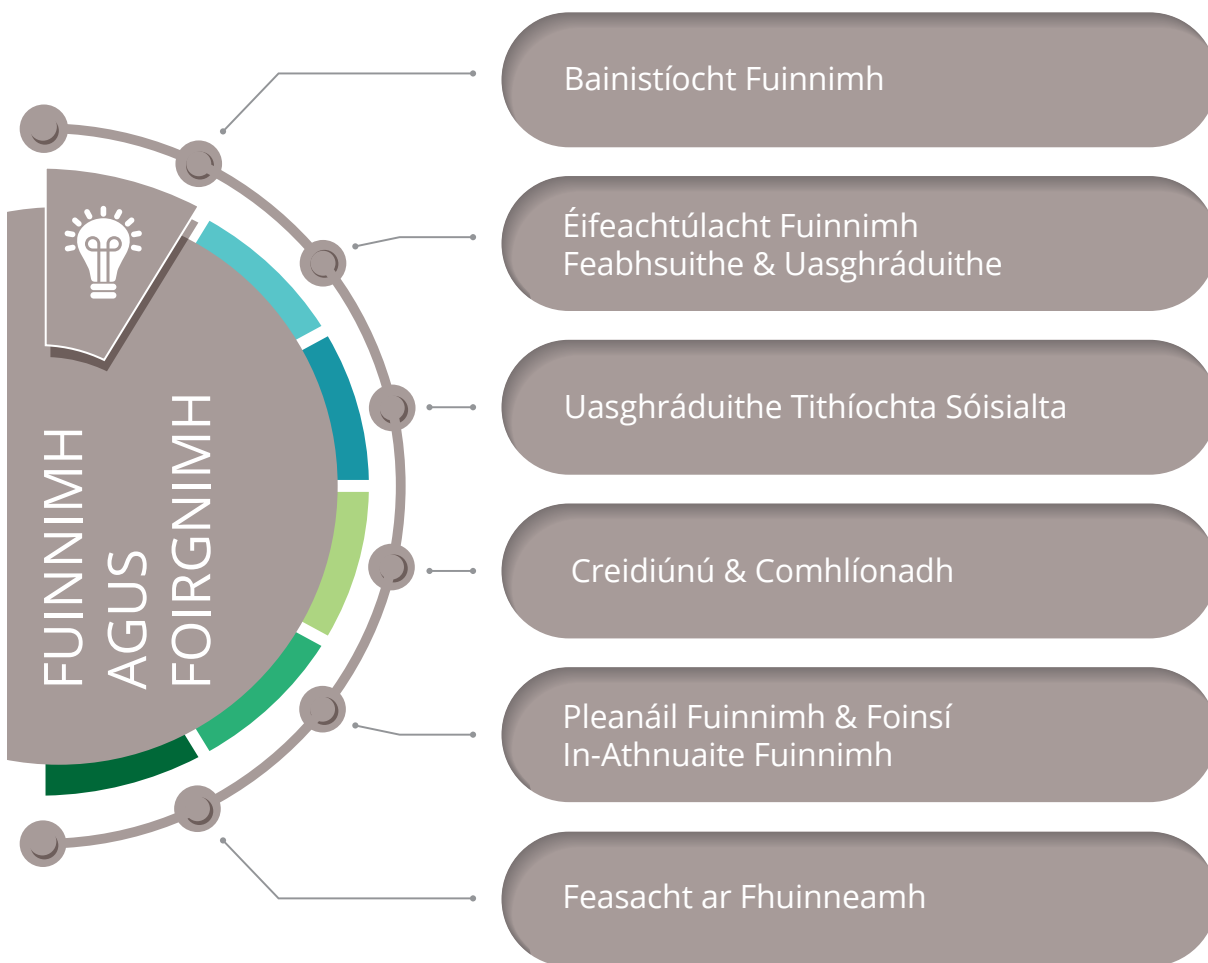 FUINNIMH
AGUS
FOIRGNIMH
Bainistíocht Fuinnimh
Éifeachtúlacht Fuinnimh
Feabhsuithe & Uasghráduithe
Uasghráduithe Tithíochta Sóisialta
Creidiúnú & Comhlíonadh
Pleanáil Fuinnimh & Foinsí
In-Athnuaite Fuinnimh
Feasacht ar Fhuinneamh